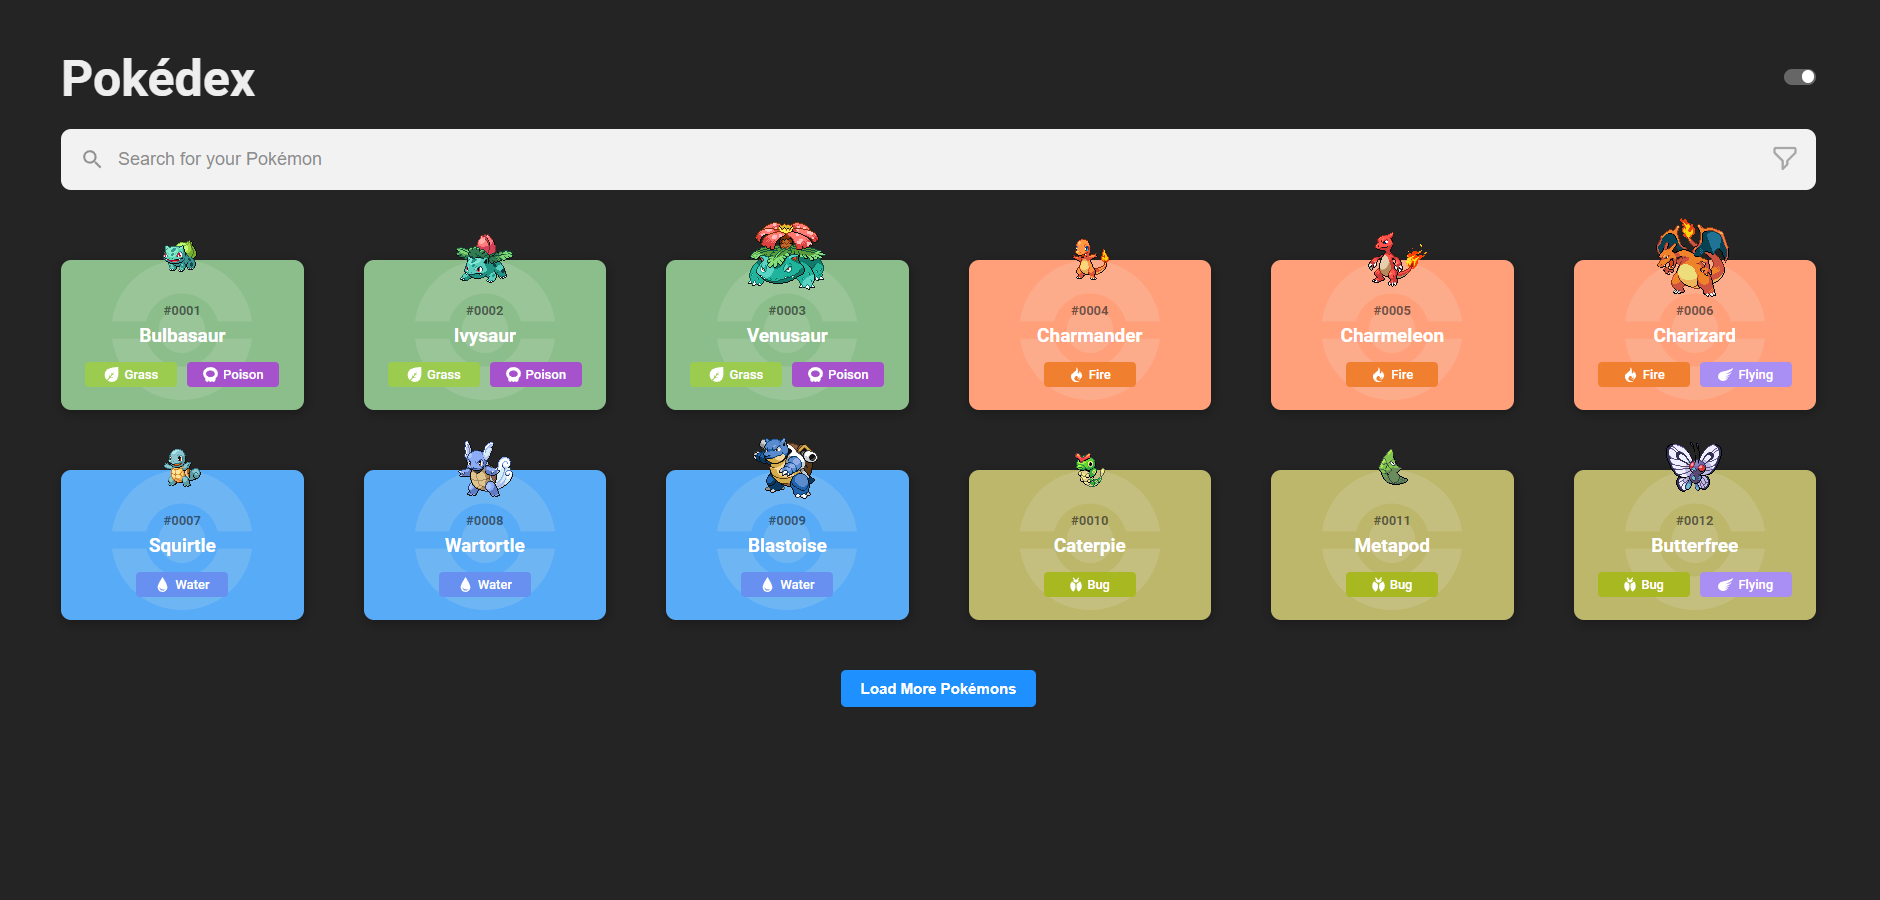 Pokédex
Search for your Pokémon
#0001
Bulbasaur
Grass Poison
#0002
Ivysaur
Grass Poison
#0003
Venusaur
Grass Poison
#0004
Charmander
Fire
#0005
Charmeleon
Fire
#0006
Charizard
Fire Flying
#0007
Squirtle
Water
#0008
Wartortle
Water
#0009
Blastoise
Water
#0010
Caterpie
Bug
#0011
Metapod
Bug
#0012
Butterfree
Bug Flying
Load More Pokémons